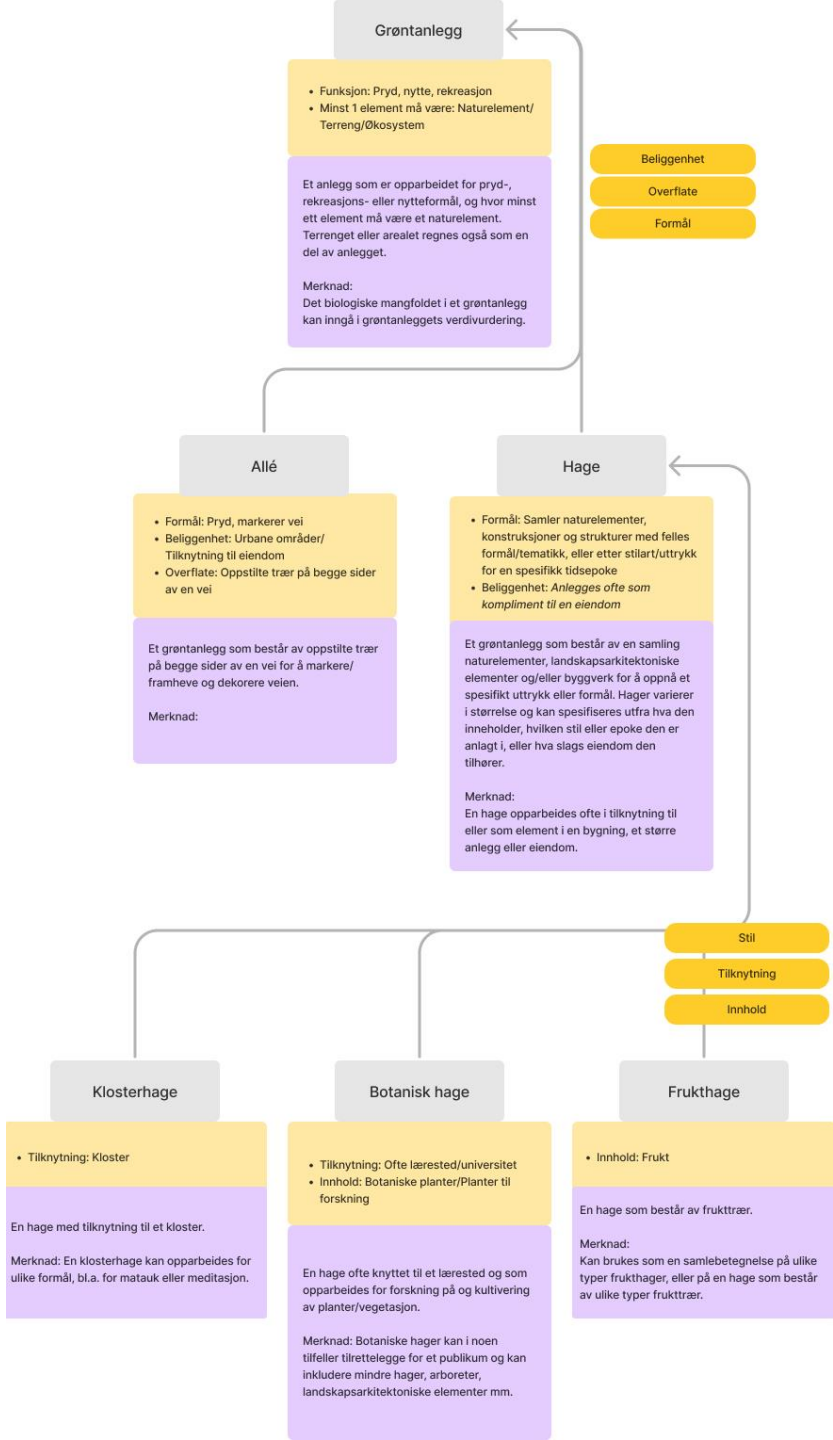 Grøntanlegg
• Funksjon: Pryd, nytte, rekreasjon
• Minst 1 element må være: Naturelement/
Terreng/Økosystem
Et anlegg som er opparbeidet for pryd-,
rekreasjons- eller nytteformål, og hvor minst
ett element må være et naturelement.
Terrenget eller arealet regnes også som en
del av anlegget.
Merknad:
Det biologiske mangfoldet i et grøntanlegg
kan inngå i grøntanleggets verdivurdering.
Beliggenhet
Overflate
Formål
Allé
• Formål: Pryd, markerer vei
• Beliggenhet: Urbane områder/
Tilknytning til eiendom
• Overflate: Oppstilte trær på begge sider
av en vei
Et grøntanlegg som består av oppstilte trær
på begge sider av en vei for å markere/
framheve og dekorere veien.
Merknad:
Hage
• Formål: Samler naturelementer,
konstruksjoner og strukturer med felles
formål/tematikk, eller etter stilart/uttrykk
for en spesifikk tidsepoke
• Beliggenhet: Anlegges ofte som
kompliment til en eiendom
Et grøntanlegg som består av en samling
naturelementer, landskapsarkitektoniske
elementer og/eller byggverk for å oppnå et
spesifikt uttrykk eller formål. Hager varierer
i størrelse og kan spesifiseres utfra hva den
inneholder, hvilken stil eller epoke den er
anlagt i, eller hva slags eiendom den
tilhører.
Merknad:
En hage opparbeides ofte i tilknytning til
eller som element i en bygning, et større
anlegg eller eiendom.
Stil
Tilknytning
Innhold
Klosterhage
• Tilknytning: Kloster
En hage med tilknytning til et kloster.
Merknad: En klosterhage kan opparbeides for
ulike formål, bl.a. for matauk eller meditasjon.
Botanisk hage
• Tilknytning: Ofte lærested/universitet
• Innhold: Botaniske planter/Planter til
forskning
En hage ofte knyttet til et lærested og som
opparbeides for forskning på og kultivering
av planter/vegetasjon.
Merknad: Botaniske hager kan i noen
tilfeller tilrettelegge for et publikum og kan
inkludere mindre hager, arboreter,
landskapsarkitektoniske elementer mm.
Frukthage
• Innhold: Frukt
En hage som består av frukttrær.
Merknad:
Kan brukes som en samlebetegnelse på ulike
typer frukthager, eller på en hage som består
av ulike typer frukttrær.